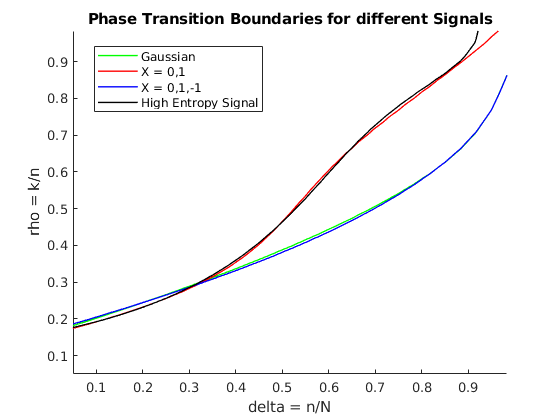 Phase Transition Boundaries for different Signals
Gaussian
X = 0,1
X = 0,1,-1
High Entropy Signal
rho = k/n
0.9
0.8
0.7
0.6
0.5
0.4
0.3
0.2
0.1
0.1 0.2 0.3 0.4 0.5 0.6 0.7 0.8 0.9
delta = n/N